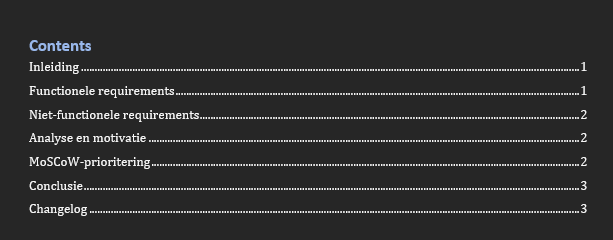 Contents
Inleiding 1
Functionele requirements 1
Niet-functionele requirements 2
Analyse en motivatie 2
MoSCoW-prioritering 2
Conclusie 3
Changelog 3